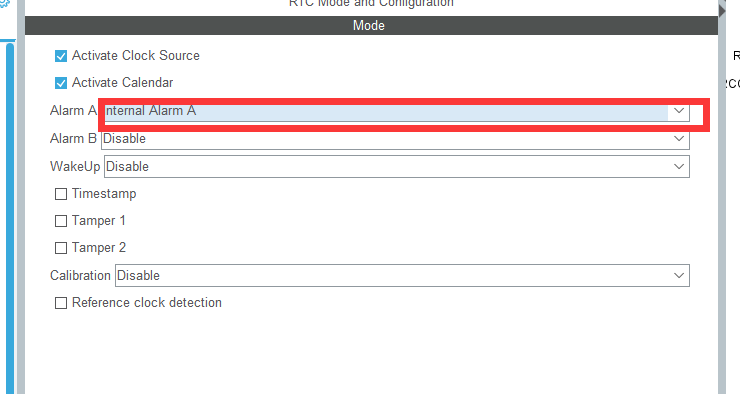 RTC Mode and Configuration
Mode
Activate Clock Source
Activate Calendar
Alarm A Internal Alarm A
Alarm B Disable
WakeUp Disable
Timestamp
Tamper 1
Tamper 2
Calibration Disable
Reference clock detection